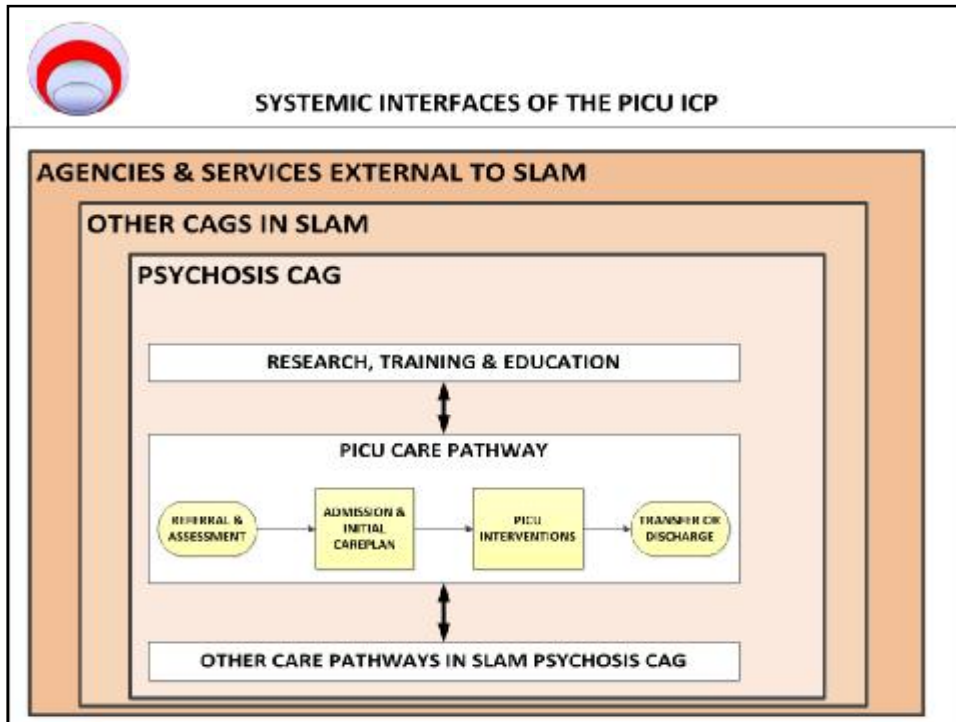 SYSTEMIC INTERFACES OF THE PICU ICP
AGENCIES & SERVICES EXTERNAL TO SLAM
OTHER CAGS IN SLAM
PSYCHOSIS CAG
RESEARCH, TRAINING & EDUCATION
PICU CARE PATHWAY
REFERRAL &
ASSESSMENT
ADMISSION &
INITIAL
CAREPLAN
PICU
INTERVENTIONS
TRANSFER OR
DISCHARGE
OTHER CARE PATHWAYS IN SLAM PSYCHOSIS CAG